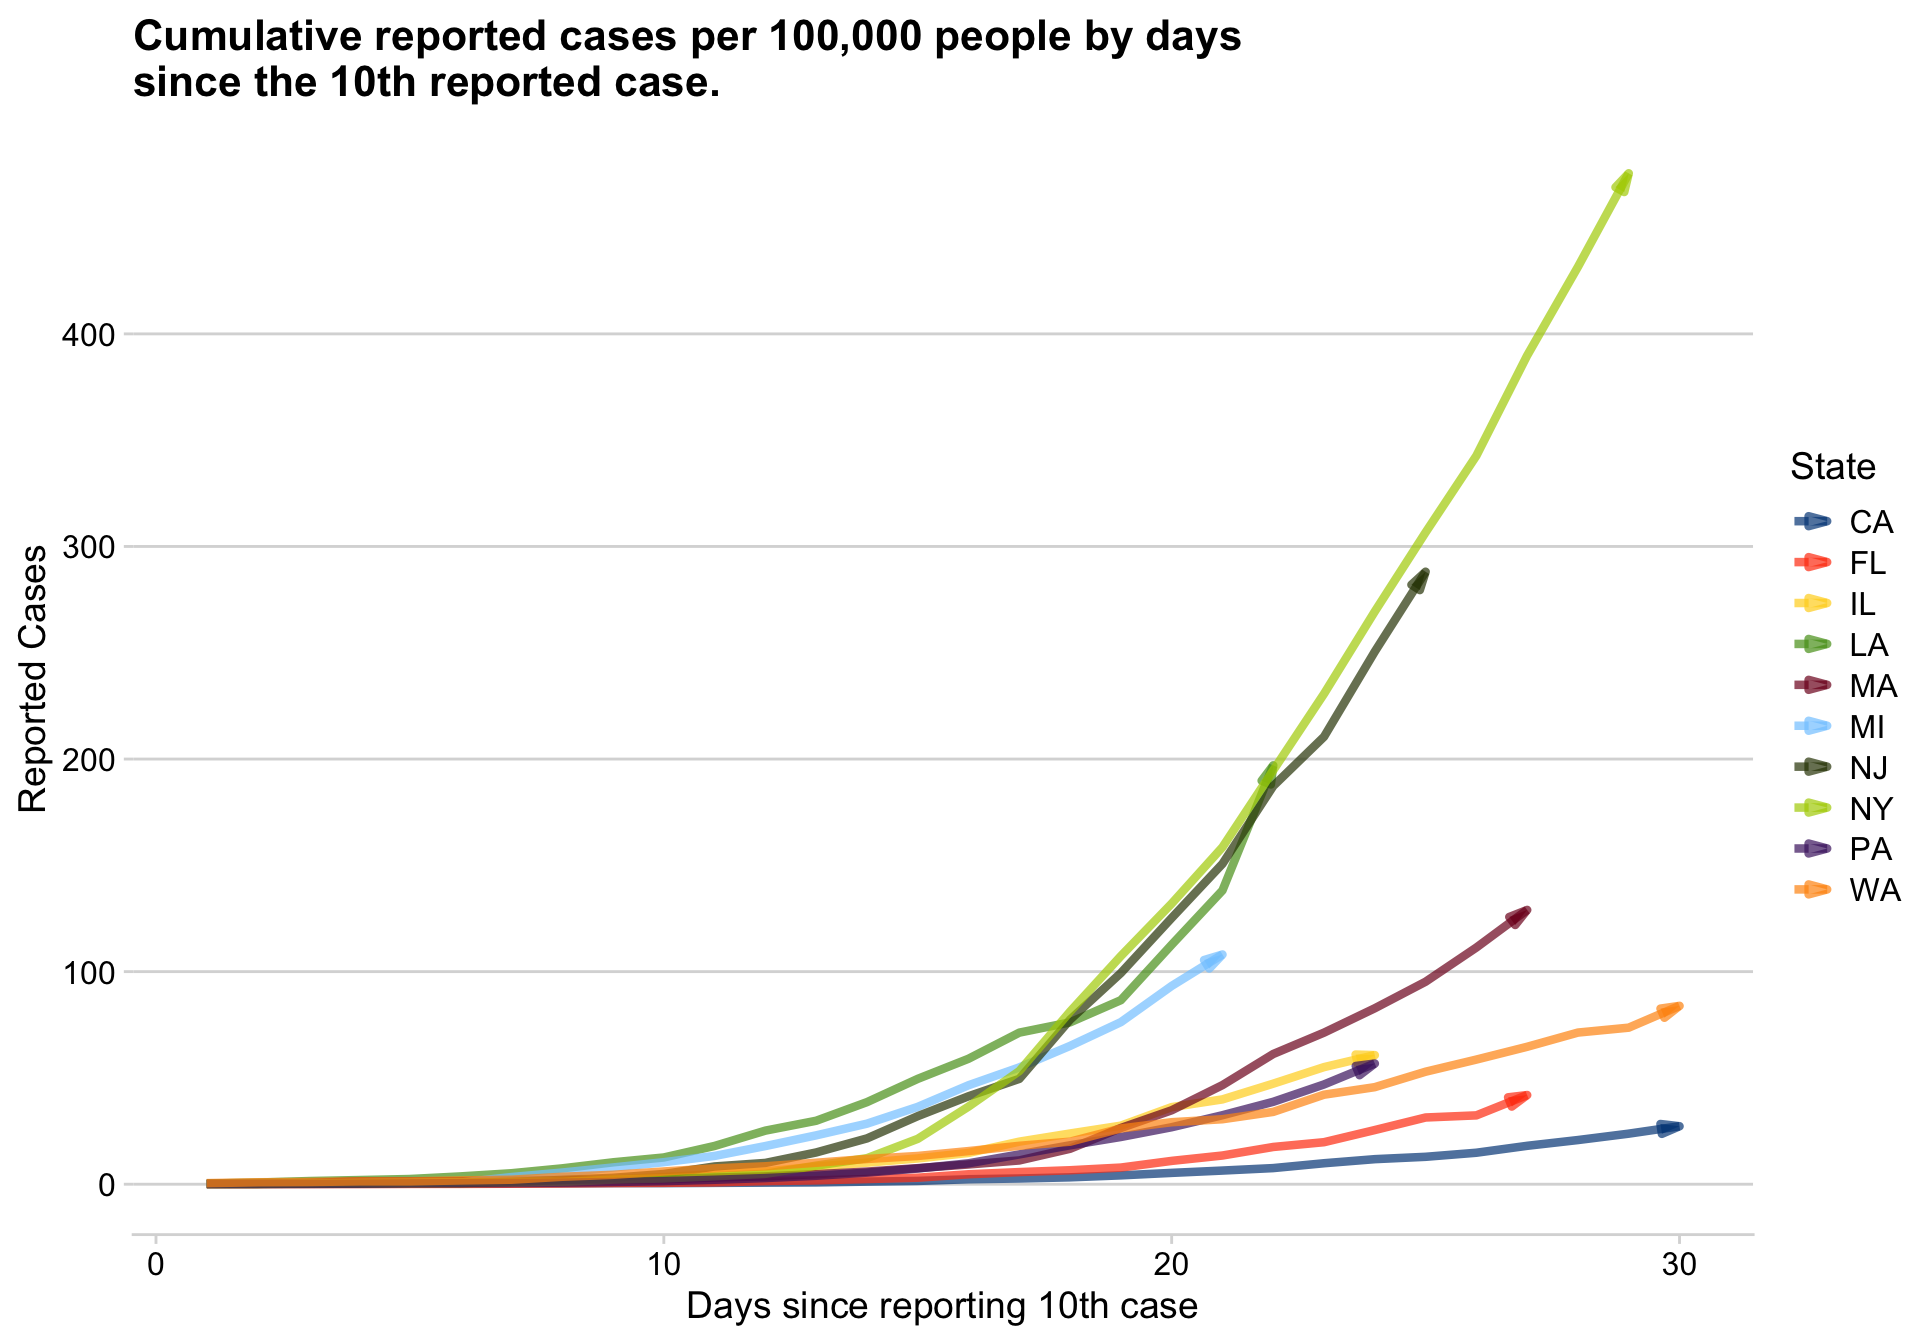 Cumulative reported cases per 100,000 people by days
since the 10th reported case.
Reported Cases
400
300
200
100
0
0 10 20 30
Days since reporting 10th case
State
CA
FL
IL
LA
MA
MI
NJ
NY
PA
WA